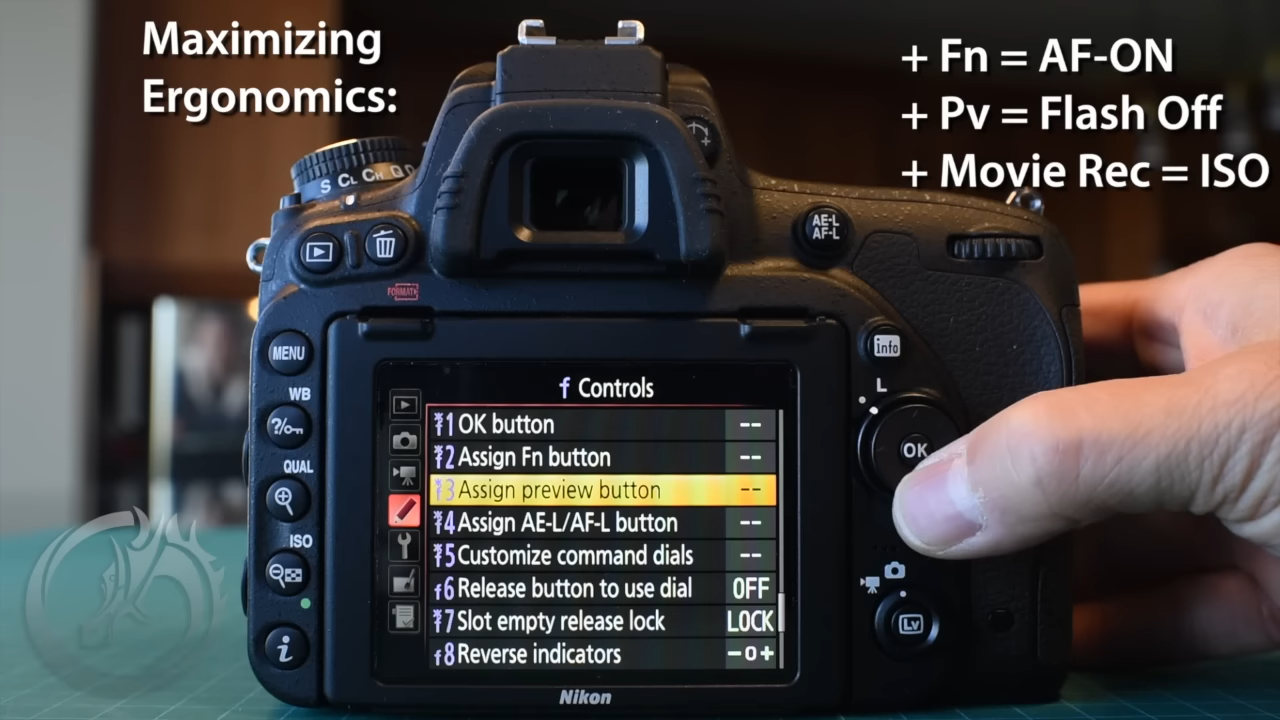 Maximizing
Ergonomics:
+ Fn = AF-ON
+ Pv = Flash Off
+ Movie Rec = ISO
S CL CH Q
AE-L
AF-L
FORMAT
MENU
WB
?
QUAL
ISO
i
info
L
OK
Lv
f Controls
f1 OK button --
f2 Assign Fn button --
f3 Assign preview button --
f4 Assign AE-L/AF-L button --
f5 Customize command dials --
f6 Release button to use dial OFF
f7 Slot empty release lock LOCK
f8 Reverse indicators -o+
Nikon